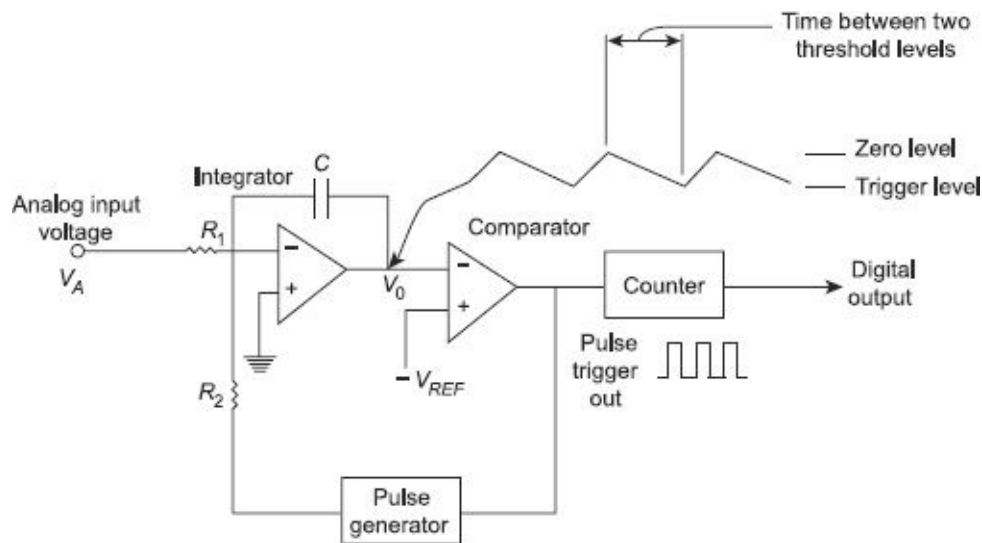 Time between two
threshold levels
Zero level
Trigger level
Integrator
C
Analog input
voltage
R1
VA
−
+
V0
Comparator
−
+
− VREF
Counter
Digital
output
Pulse
trigger
out
R2
Pulse
generator